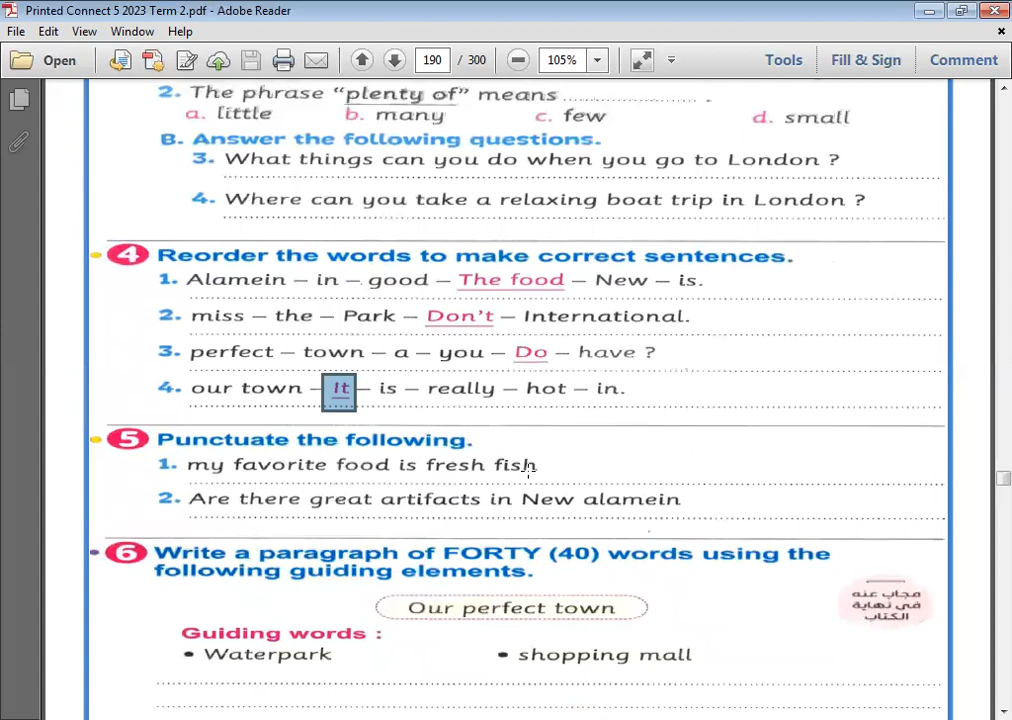 Printed Connect 5 2023 Term 2.pdf - Adobe Reader
File Edit View Window Help
Open 190 / 300 105% Tools Fill & Sign Comment
2. The phrase “plenty of” means ............................ .
a. little b. many c. few d. small
B. Answer the following questions.
3. What things can you do when you go to London ?
4. Where can you take a relaxing boat trip in London ?
4 Reorder the words to make correct sentences.
1. Alamein – in – good – The food – New – is.
2. miss – the – Park – Don’t – International.
3. perfect – town – a – you – Do – have ?
4. our town – It – is – really – hot – in.
5 Punctuate the following.
1. my favorite food is fresh fish
2. Are there great artifacts in New alamein
6 Write a paragraph of FORTY (40) words using the
following guiding elements.
مجاب عنه
في نهاية
الكتاب
Our perfect town
Guiding words :
• Waterpark • shopping mall